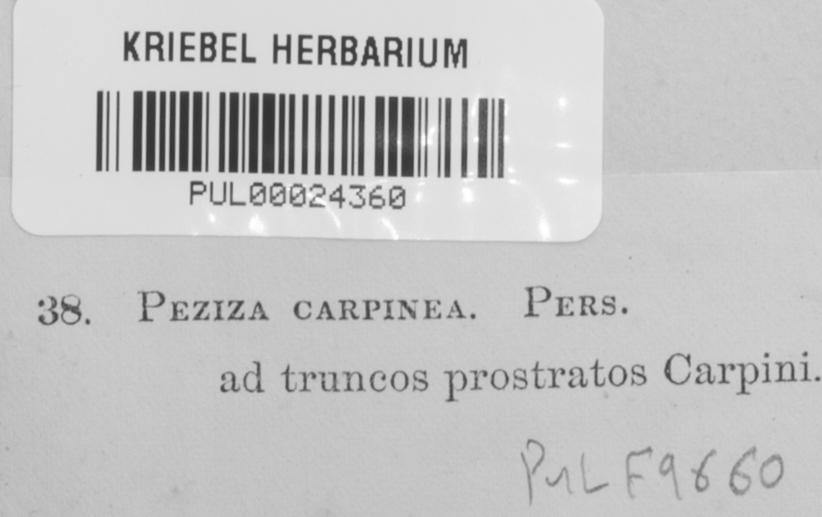 KRIEBEL HERBARIUM
PUL00024360
38. PEZIZA CARPINEA. PERS.
ad truncos prostratos Carpini.
PUL F9660